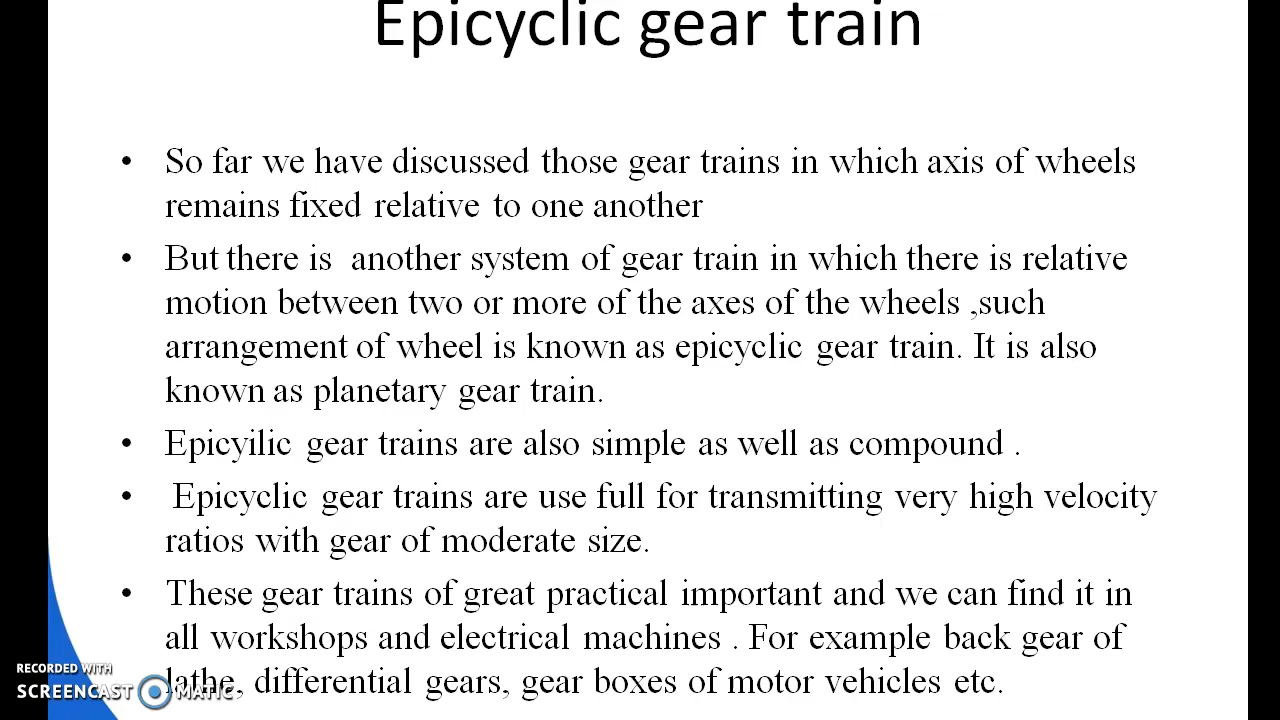 Epicyclic gear train
• So far we have discussed those gear trains in which axis of wheels
remains fixed relative to one another
• But there is another system of gear train in which there is relative
motion between two or more of the axes of the wheels ,such
arrangement of wheel is known as epicyclic gear train. It is also
known as planetary gear train.
• Epicyilic gear trains are also simple as well as compound .
• Epicyclic gear trains are use full for transmitting very high velocity
ratios with gear of moderate size.
• These gear trains of great practical important and we can find it in
all workshops and electrical machines . For example back gear of
lathe, differential gears, gear boxes of motor vehicles etc.
RECORDED WITH
SCREENCAST MATIC